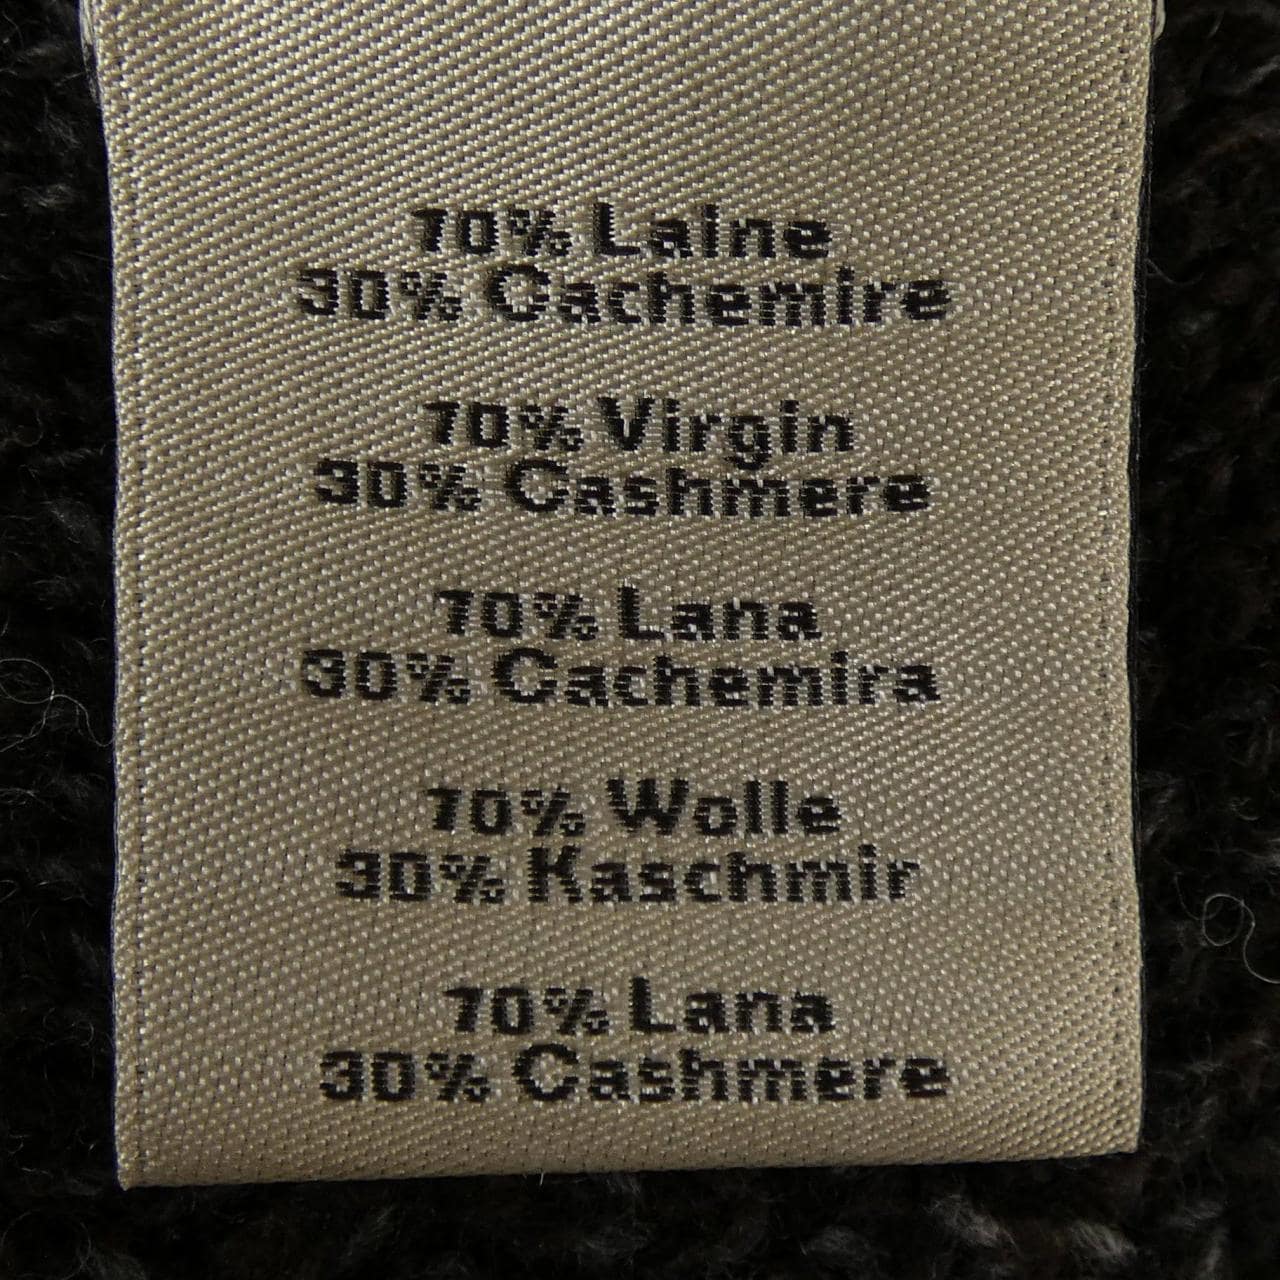 70% Laine
30% Cachemire
70% Virgin
30% Cashmere
70% Lana
30% Cachemira
70% Wolle
30% Kaschmir
70% Lana
30% Cashmere